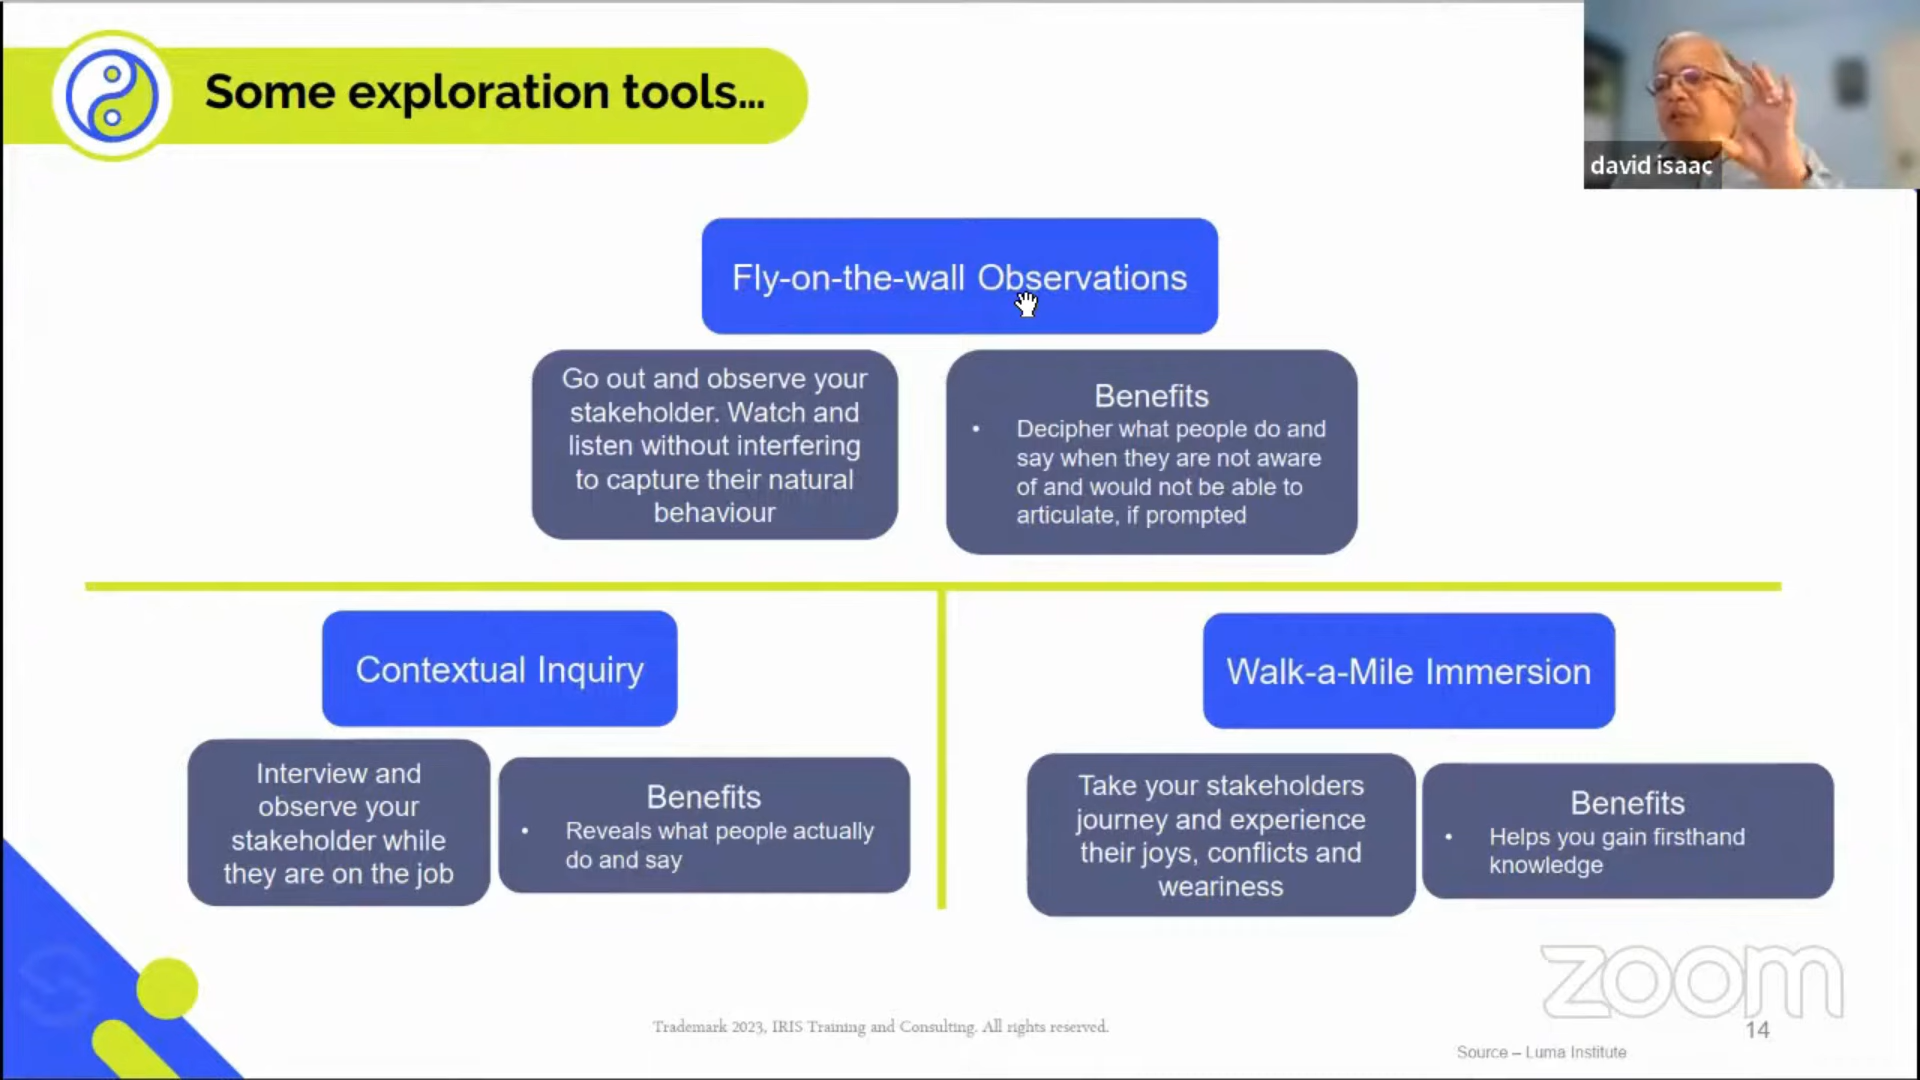 Some exploration tools...
david isaac
Fly-on-the-wall Observations
Go out and observe your
stakeholder. Watch and
listen without interfering
to capture their natural
behaviour
Benefits
• Decipher what people do and
say when they are not aware
of and would not be able to
articulate, if prompted
Contextual Inquiry
Interview and
observe your
stakeholder while
they are on the job
Benefits
• Reveals what people actually
do and say
Walk-a-Mile Immersion
Take your stakeholders
journey and experience
their joys, conflicts and
weariness
Benefits
• Helps you gain firsthand
knowledge
zoom
Trademark 2023, IRIS Training and Consulting. All rights reserved.
14
Source – Luma Institute